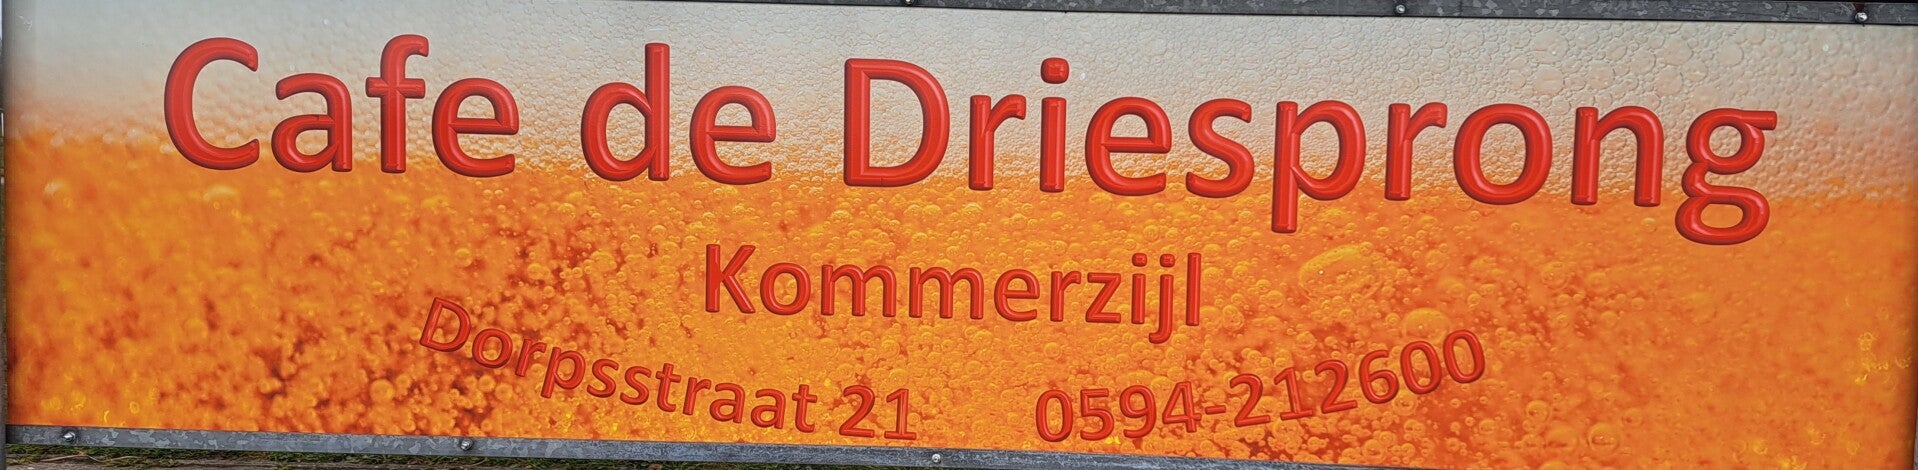 Cafe de Driesprong
Kommerzijl
Dorpsstraat 21 0594-212600